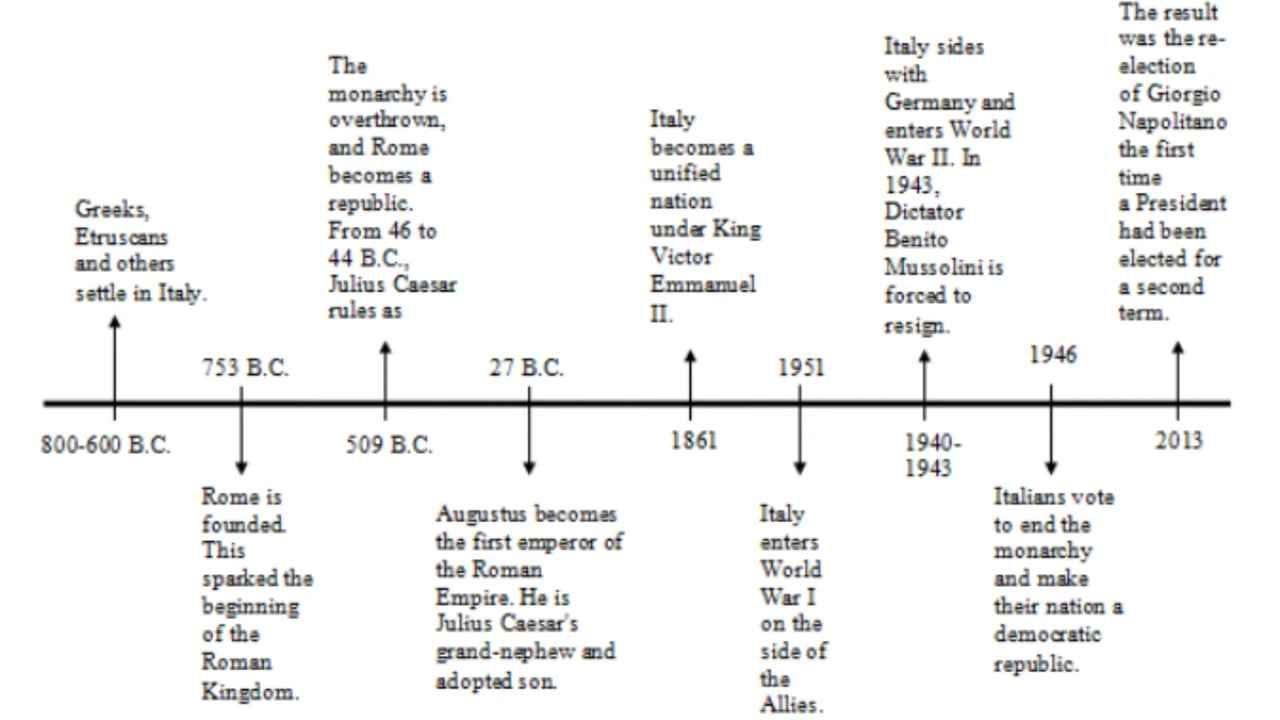 Greeks,
Etruscans
and others
settle in Italy.
800-600 B.C.
753 B.C.
Rome is
founded.
This
sparked the
beginning
of the
Roman
Kingdom.
The
monarchy is
overthrown,
and Rome
becomes a
republic.
From 46 to
44 B.C.,
Julius Caesar
rules as
509 B.C.
27 B.C.
Augustus becomes
the first emperor of
the Roman
Empire. He is
Julius Caesar's
grand-nephew and
adopted son.
Italy
becomes a
unified
nation
under King
Victor
Emmanuel
II.
1861
1951
Italy
enters
World
War I
on the
side of
the
Allies.
Italy sides
with
Germany and
enters World
War II. In
1943,
Dictator
Benito
Mussolini is
forced to
resign.
1940-
1943
1946
Italians vote
to end the
monarchy
and make
their nation a
democratic
republic.
The result
was the re-
election
of Giorgio
Napolitano
the first
time
a President
had been
elected for
a second
term.
2013